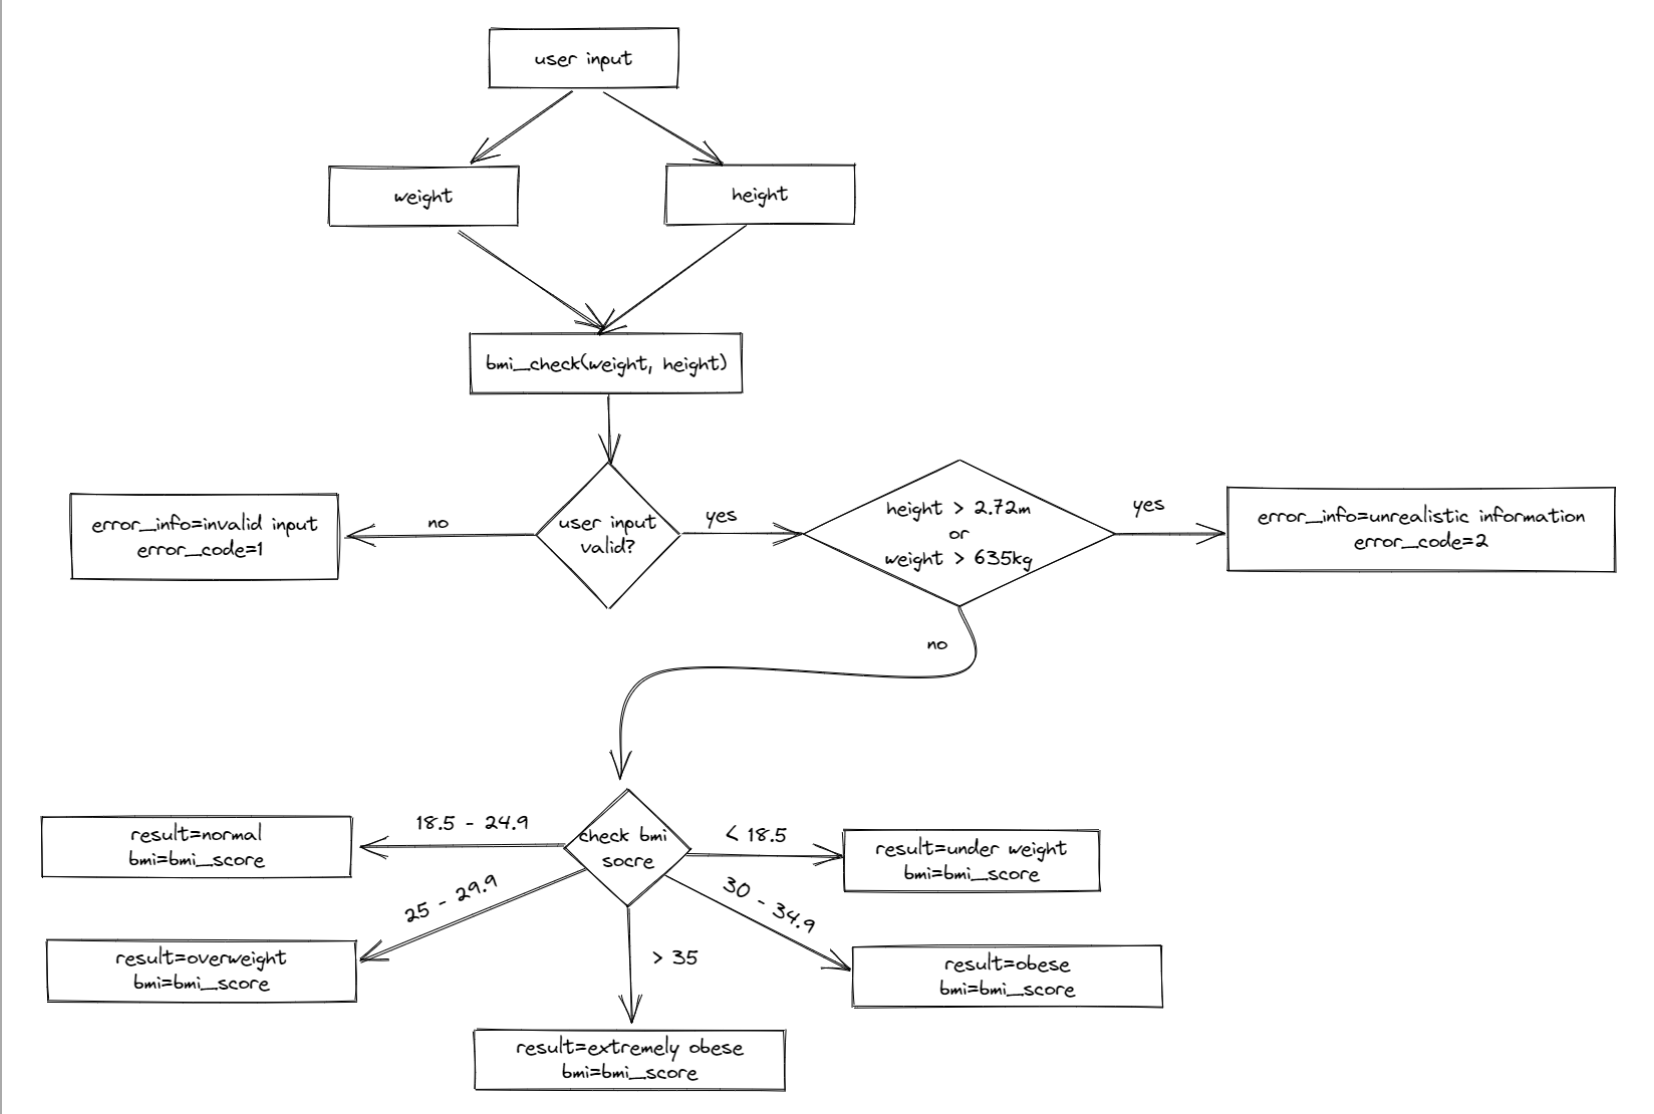 user input
weight
height
bmi_check(weight, height)
user input
valid?
no
yes
error_info=invalid input
error_code=1
height > 2.72m
or
weight > 635kg
yes
error_info=unrealistic information
error_code=2
no
check bmi
socre
18.5 - 24.9
result=normal
bmi=bmi_score
< 18.5
result=under weight
bmi=bmi_score
25 - 29.9
result=overweight
bmi=bmi_score
30 - 34.9
result=obese
bmi=bmi_score
> 35
result=extremely obese
bmi=bmi_score